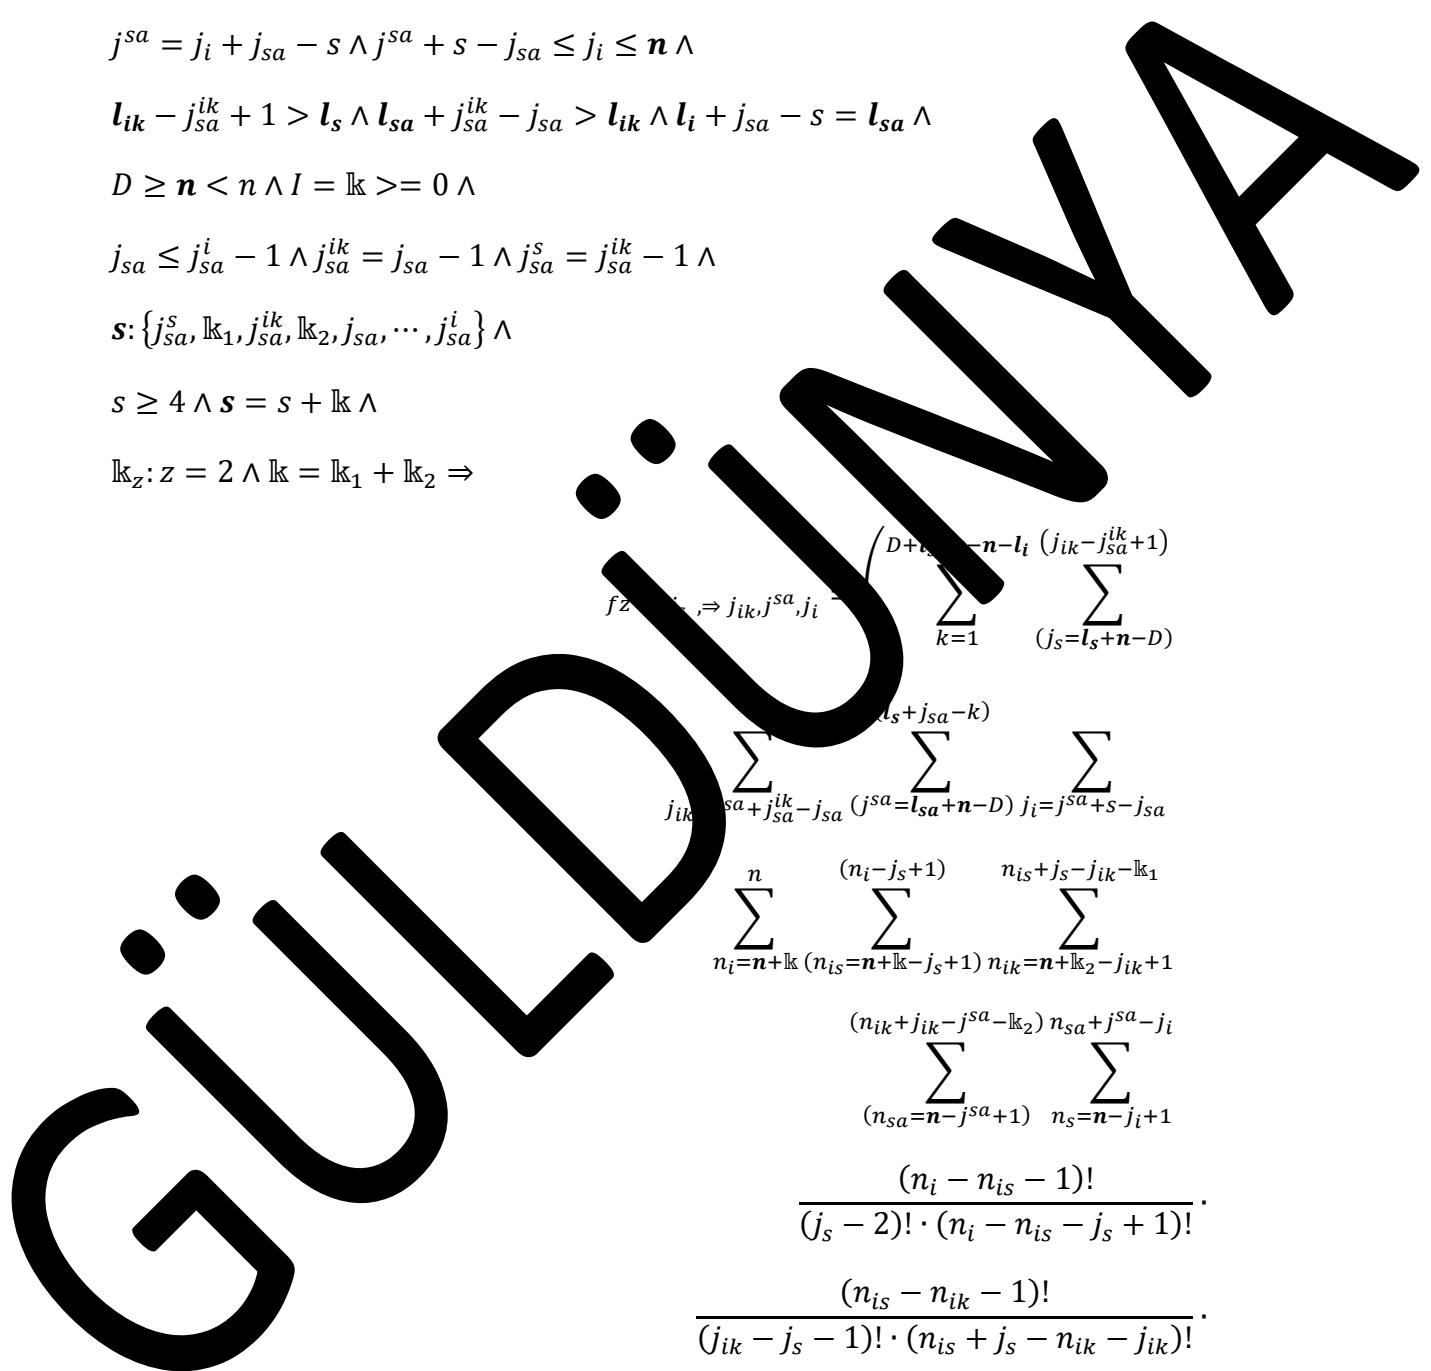 j^{sa} = j_i + j_{sa} − s ∧ j^{sa} + s − j_{sa} ≤ j_i ≤ 𝒏 ∧
𝒍_{𝒊𝒌} − j_{sa}^{ik} + 1 > 𝒍_𝒔 ∧ 𝒍_{𝒔𝒂} + j_{sa}^{ik} − j_{sa} > 𝒍_{𝒊𝒌} ∧ 𝒍_𝒊 + j_{sa} − s = 𝒍_{𝒔𝒂} ∧
D ≥ 𝒏 < n ∧ I = 𝕜 >= 0 ∧
j_{sa} ≤ j_{sa}^{i} − 1 ∧ j_{sa}^{ik} = j_{sa} − 1 ∧ j_{sa}^{s} = j_{sa}^{ik} − 1 ∧
𝒔: {j_{sa}^{s}, 𝕜_1, j_{sa}^{ik}, 𝕜_2, j_{sa}, ⋯ , j_{sa}^{i}} ∧
s ≥ 4 ∧ 𝒔 = s + 𝕜 ∧
𝕜_z: z = 2 ∧ 𝕜 = 𝕜_1 + 𝕜_2 ⇒
GÜLDÜNYA
D+ −𝒏−𝒍_𝒊 (j_{ik}−j_{sa}^{ik}+1)
fz ,⇒ j_{ik}, j^{sa}, j_i ( ∑ ∑
k=1 (j_s=𝒍_𝒔+𝒏−D)
𝒍_𝒔+j_{sa}−k)
∑ ∑ ∑
j_{ik} ^{sa}+j_{sa}^{ik}−j_{sa} (j^{sa}=𝒍_{𝒔𝒂}+𝒏−D) j_i=j^{sa}+s−j_{sa}
n (n_i−j_s+1) n_{is}+j_s−j_{ik}−𝕜_1
∑ ∑ ∑
n_i=𝒏+𝕜 (n_{is}=𝒏+𝕜−j_s+1) n_{ik}=𝒏+𝕜_2−j_{ik}+1
(n_{ik}+j_{ik}−j^{sa}−𝕜_2) n_{sa}+j^{sa}−j_i
∑ ∑
(n_{sa}=𝒏−j^{sa}+1) n_s=𝒏−j_i+1
(n_i − n_{is} − 1)!
(j_s − 2)! · (n_i − n_{is} − j_s + 1)! ·
(n_{is} − n_{ik} − 1)!
(j_{ik} − j_s − 1)! · (n_{is} + j_s − n_{ik} − j_{ik})! ·